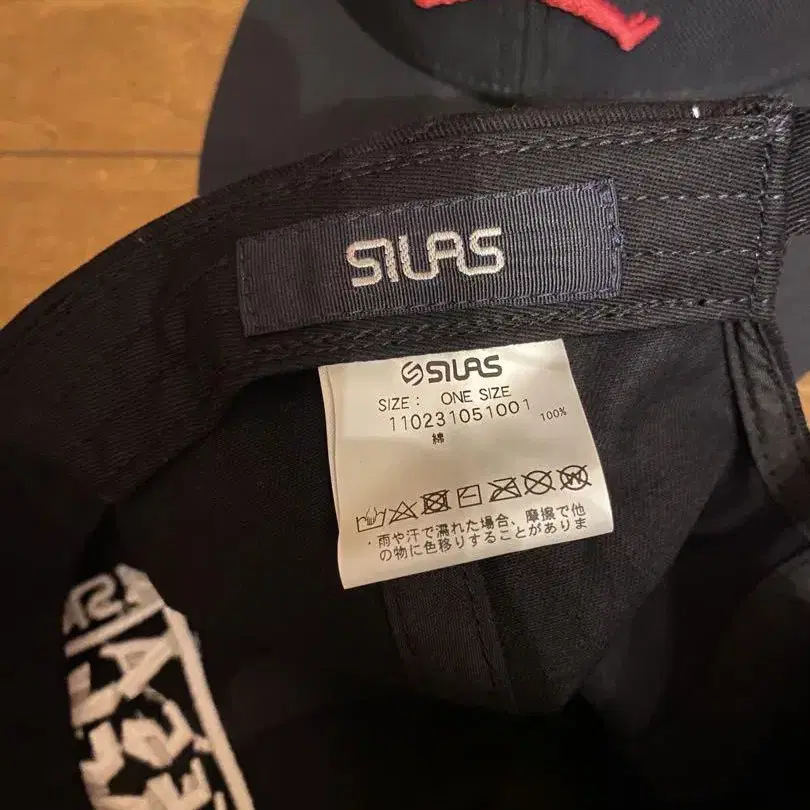 SILAS
SILAS
SIZE: ONE SIZE
110231051001
綿 100%
・雨や汗で濡れた場合、摩擦で他
の物に色移りすることがありま